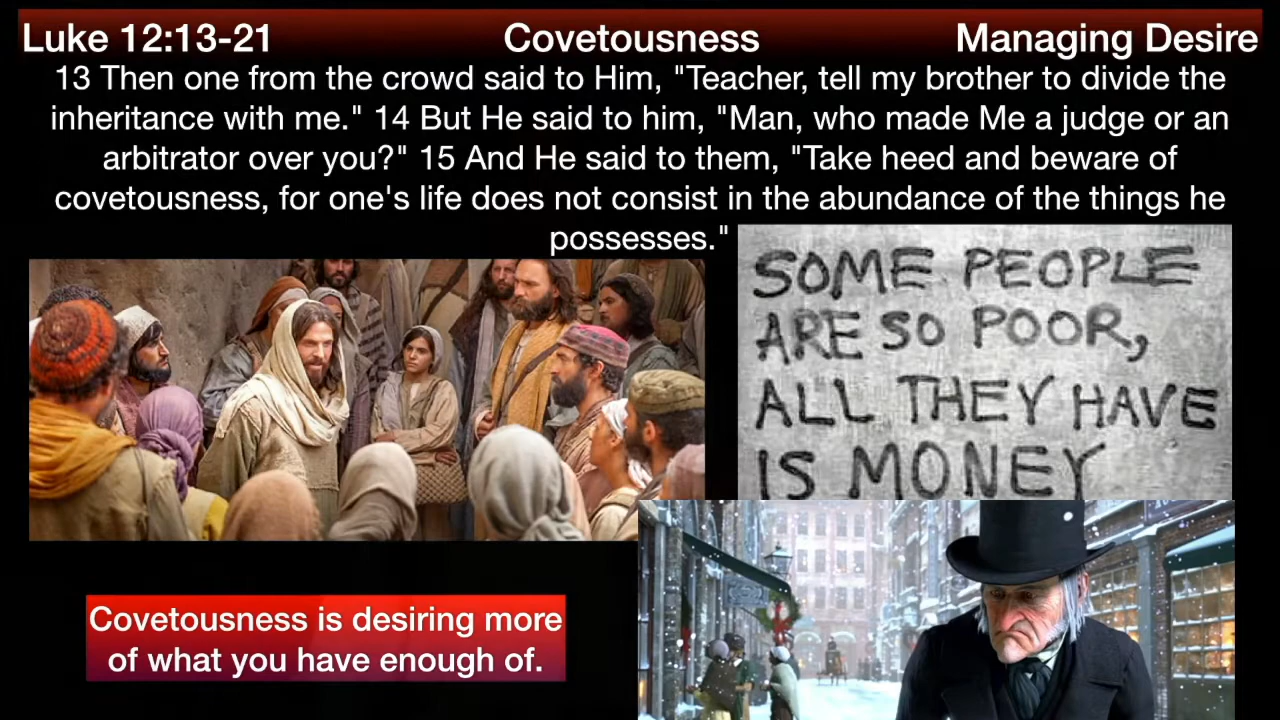 Luke 12:13-21 Covetousness Managing Desire
13 Then one from the crowd said to Him, "Teacher, tell my brother to divide the
inheritance with me." 14 But He said to him, "Man, who made Me a judge or an
arbitrator over you?" 15 And He said to them, "Take heed and beware of
covetousness, for one's life does not consist in the abundance of the things he
possesses."
SOME PEOPLE
ARE SO POOR,
ALL THEY HAVE
IS MONEY
Covetousness is desiring more
of what you have enough of.